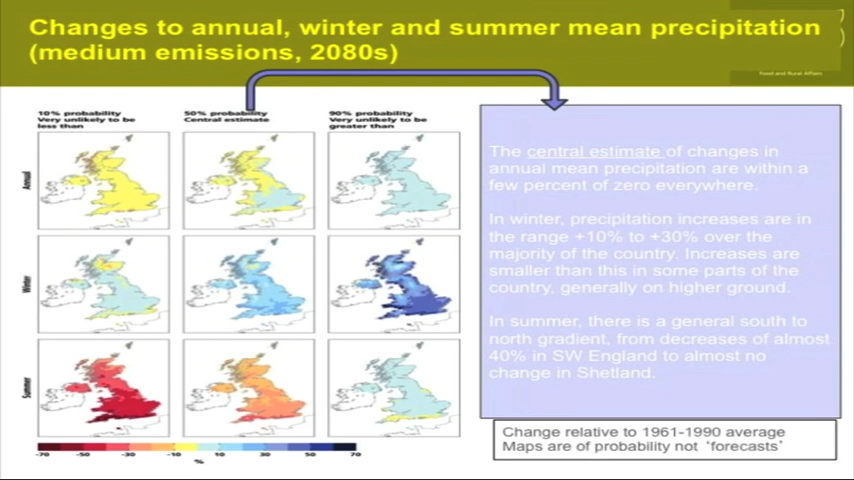 Changes to annual, winter and summer mean precipitation
(medium emissions, 2080s)
Food and Rural Affairs
10% probability
Very unlikely to be
less than
50% probability
Central estimate
90% probability
Very unlikely to be
greater than
Annual
Winter
Summer
-70 -50 -30 -10 10 30 50 70
%
The central estimate of changes in
annual mean precipitation are within a
few percent of zero everywhere.
In winter, precipitation increases are in
the range +10% to +30% over the
majority of the country. Increases are
smaller than this in some parts of the
country, generally on higher ground.
In summer, there is a general south to
north gradient, from decreases of almost
40% in SW England to almost no
change in Shetland.
Change relative to 1961-1990 average
Maps are of probability not ‘forecasts’